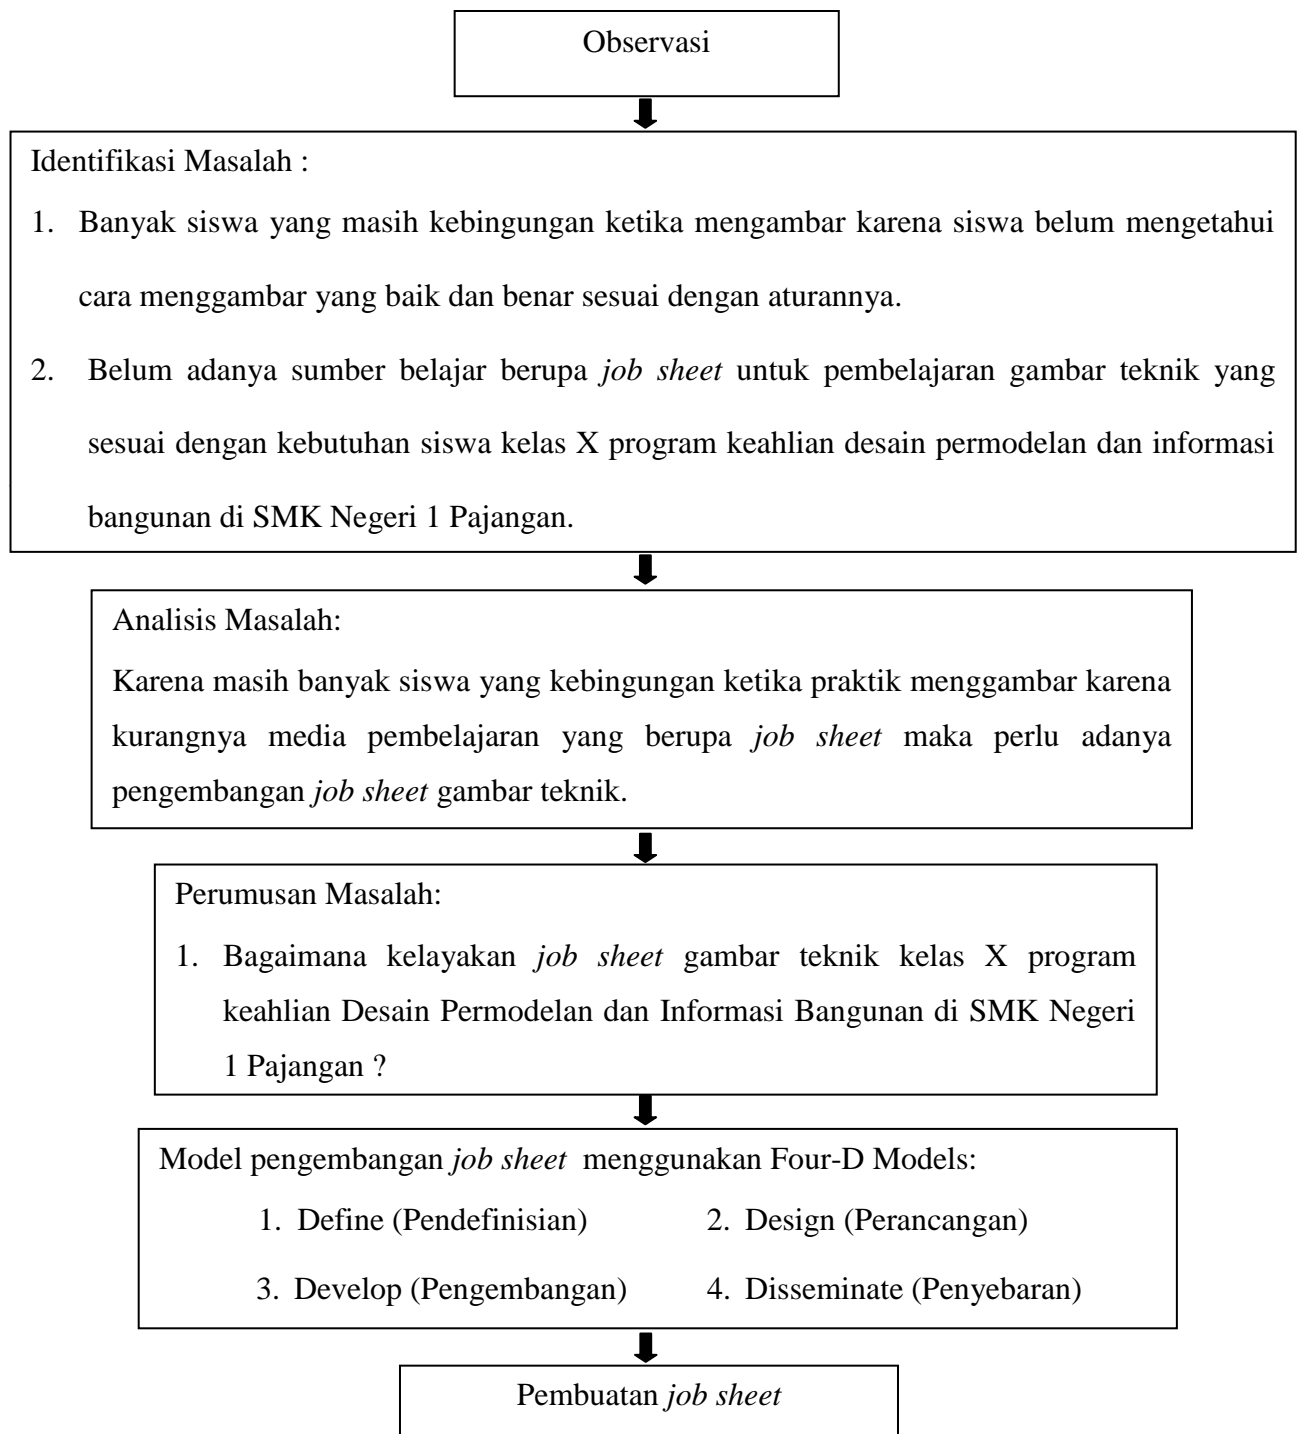 Observasi
Identifikasi Masalah :
1. Banyak siswa yang masih kebingungan ketika mengambar karena siswa belum mengetahui
cara menggambar yang baik dan benar sesuai dengan aturannya.
2. Belum adanya sumber belajar berupa job sheet untuk pembelajaran gambar teknik yang
sesuai dengan kebutuhan siswa kelas X program keahlian desain permodelan dan informasi
bangunan di SMK Negeri 1 Pajangan.
Analisis Masalah:
Karena masih banyak siswa yang kebingungan ketika praktik menggambar karena
kurangnya media pembelajaran yang berupa job sheet maka perlu adanya
pengembangan job sheet gambar teknik.
Perumusan Masalah:
1. Bagaimana kelayakan job sheet gambar teknik kelas X program
keahlian Desain Permodelan dan Informasi Bangunan di SMK Negeri
1 Pajangan ?
Model pengembangan job sheet menggunakan Four-D Models:
1. Define (Pendefinisian) 2. Design (Perancangan)
3. Develop (Pengembangan) 4. Disseminate (Penyebaran)
Pembuatan job sheet